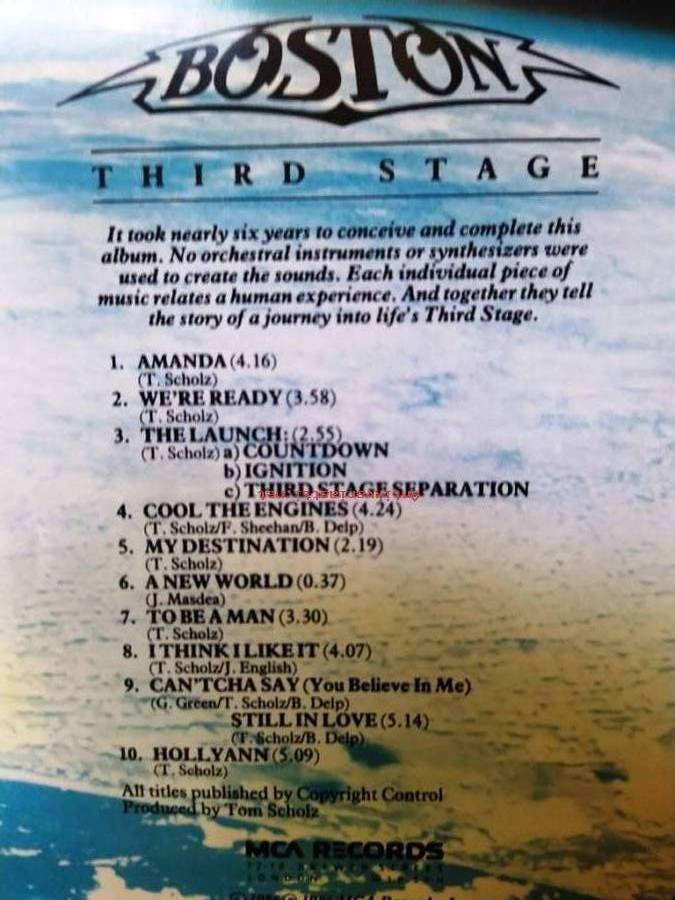 BOSTON
THIRD STAGE
It took nearly six years to conceive and complete this
album. No orchestral instruments or synthesizers were
used to create the sounds. Each individual piece of
music relates a human experience. And together they tell
the story of a journey into life's Third Stage.
1. AMANDA (4.16)
(T. Scholz)
2. WE'RE READY (3.58)
(T. Scholz)
3. THE LAUNCH: (2.55)
(T. Scholz) a) COUNTDOWN
b) IGNITION
c) THIRD STAGE SEPARATION
4. COOL THE ENGINES (4.24)
(T. Scholz/F. Sheehan/B. Delp)
5. MY DESTINATION (2.19)
(T. Scholz)
6. A NEW WORLD (0.37)
(J. Masdea)
7. TO BE A MAN (3.30)
(T. Scholz)
8. I THINK I LIKE IT (4.07)
(T. Scholz/J. English)
9. CAN'TCHA SAY (You Believe In Me)
(G. Green/T. Scholz/B. Delp)
STILL IN LOVE (5.14)
(T. Scholz/B. Delp)
10. HOLLYANN (5.09)
(T. Scholz)
All titles published by Copyright Control
Produced by Tom Scholz
MCA RECORDS